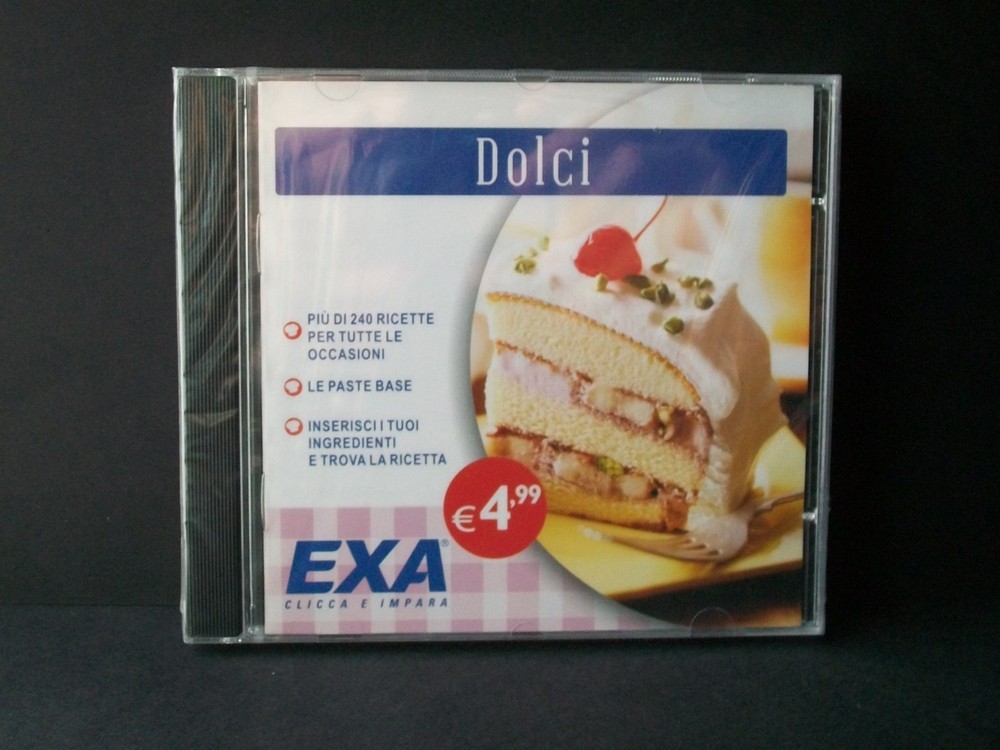 Dolci
PIÙ DI 240 RICETTE
PER TUTTE LE
OCCASIONI
LE PASTE BASE
INSERISCI I TUOI
INGREDIENTI
E TROVA LA RICETTA
€4,99
EXA®
CLICCA E IMPARA